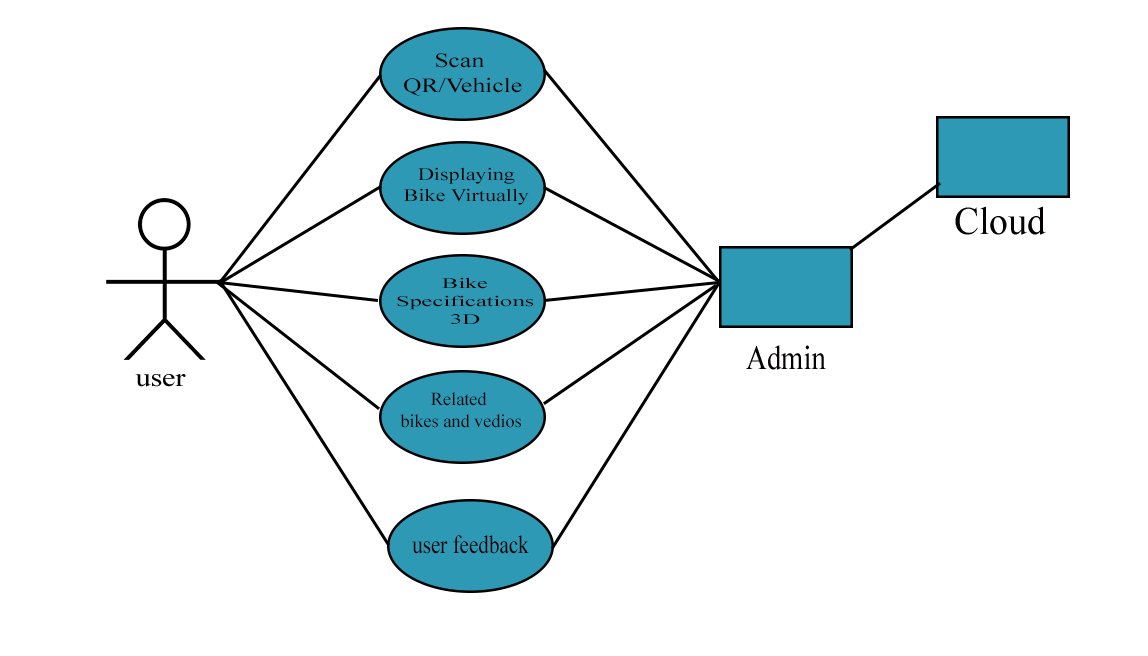 Scan
QR/Vehicle
Displaying
Bike Virtually
Bike
Specifications
3D
Related
bikes and vedios
user feedback
user
Admin
Cloud